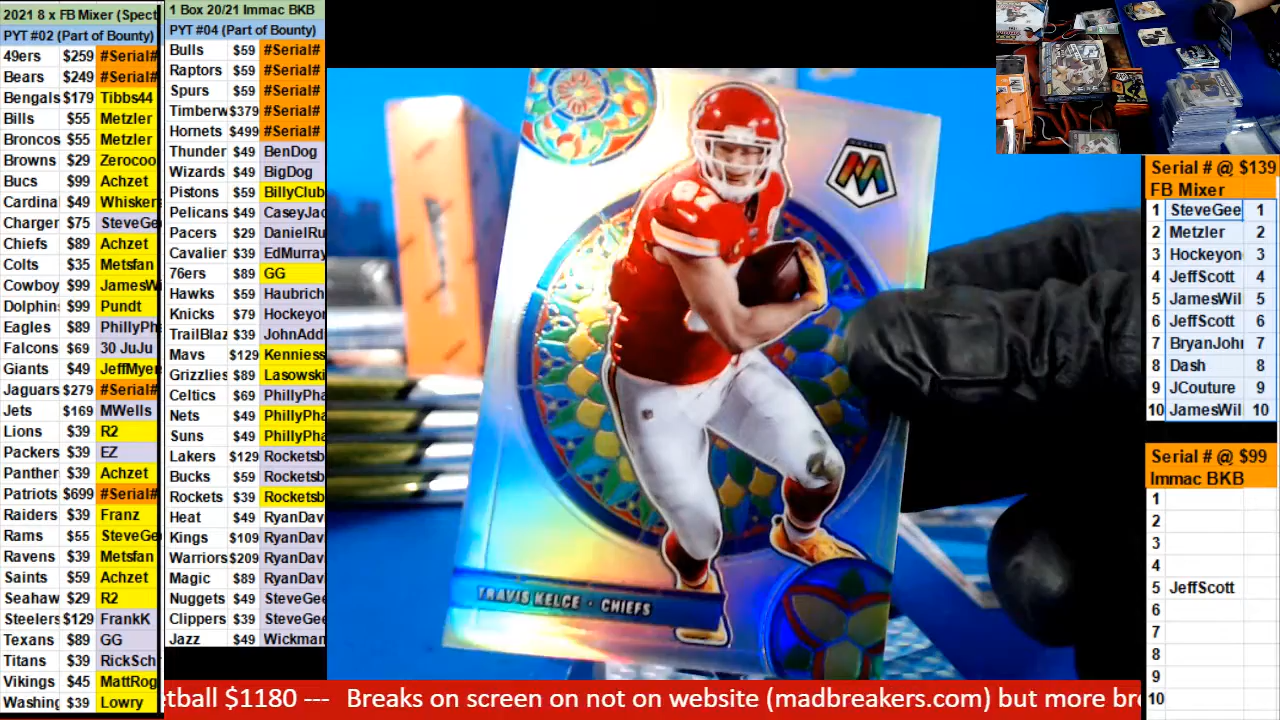 2021 8 x FB Mixer (Spect
PYT #02 (Part of Bounty)
49ers $259 #Serial#
Bears $249 #Serial#
Bengals $179 Tibbs44
Bills $55 Metzler
Broncos $55 Metzler
Browns $29 Zerocoo
Bucs $99 Achzet
Cardina $49 Whiskers
Charger $75 SteveGe
Chiefs $89 Achzet
Colts $35 Metsfan
Cowboy $99 JamesWi
Dolphin $99 Pundt
Eagles $89 PhillyPh
Falcons $69 30 JuJu
Giants $49 JeffMyer
Jaguars $279 #Serial#
Jets $169 MWells
Lions $39 R2
Packers $39 EZ
Panther $39 Achzet
Patriots $699 #Serial#
Raiders $39 Franz
Rams $55 SteveGe
Ravens $39 Metsfan
Saints $59 Achzet
Seahaw $29 R2
Steelers $129 FrankK
Texans $89 GG
Titans $39 RickSch
Vikings $45 MattRog
Washing $39 Lowry
1 Box 20/21 Immac BKB
PYT #04 (Part of Bounty)
Bulls $59 #Serial#
Raptors $59 #Serial#
Spurs $59 #Serial#
Timberw $379 #Serial#
Hornets $499 #Serial#
Thunder $49 BenDog
Wizards $49 BigDog
Pistons $59 BillyClub
Pelicans $49 CaseyJac
Pacers $29 DanielRu
Cavalier $39 EdMurray
76ers $89 GG
Hawks $59 Haubrich
Knicks $79 Hockeyor
TrailBlaz $39 JohnAdd
Mavs $129 Kenniess
Grizzlies $89 Lasowski
Celtics $69 PhillyPha
Nets $49 PhillyPha
Suns $49 PhillyPha
Lakers $129 Rocketsb
Bucks $59 Rocketsb
Rockets $39 Rocketsb
Heat $49 RyanDav
Kings $109 RyanDav
Warriors $209 RyanDav
Magic $89 RyanDav
Nuggets $49 SteveGee
Clippers $39 SteveGee
Jazz $49 Wickman
MOSAIC
87
TRAVIS KELCE · CHIEFS
Serial # @ $139
FB Mixer
1 SteveGee 1
2 Metzler 2
3 Hockeyon 3
4 JeffScott 4
5 JamesWil 5
6 JeffScott 6
7 BryanJohr 7
8 Dash 8
9 JCouture 9
10 JamesWil 10
Serial # @ $99
Immac BKB
1
2
3
4
5 JeffScott
6
7
8
9
10
etball $1180 --- Breaks on screen on not on website (madbreakers.com) but more bre